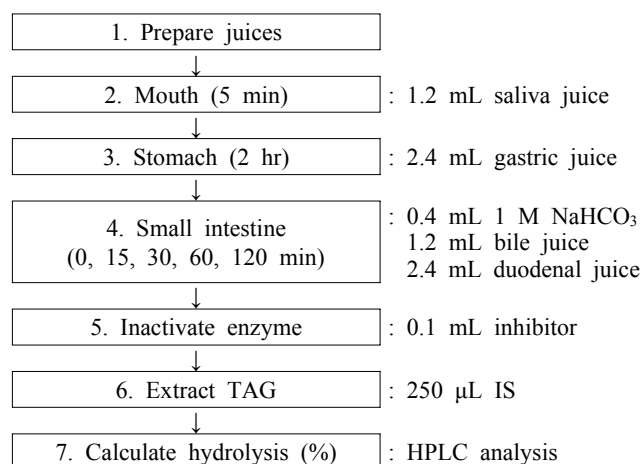 1. Prepare juices
↓
2. Mouth (5 min) : 1.2 mL saliva juice
↓
3. Stomach (2 hr) : 2.4 mL gastric juice
↓
4. Small intestine
(0, 15, 30, 60, 120 min)
: 0.4 mL 1 M NaHCO₃
1.2 mL bile juice
2.4 mL duodenal juice
↓
5. Inactivate enzyme : 0.1 mL inhibitor
↓
6. Extract TAG : 250 μL IS
↓
7. Calculate hydrolysis (%) : HPLC analysis